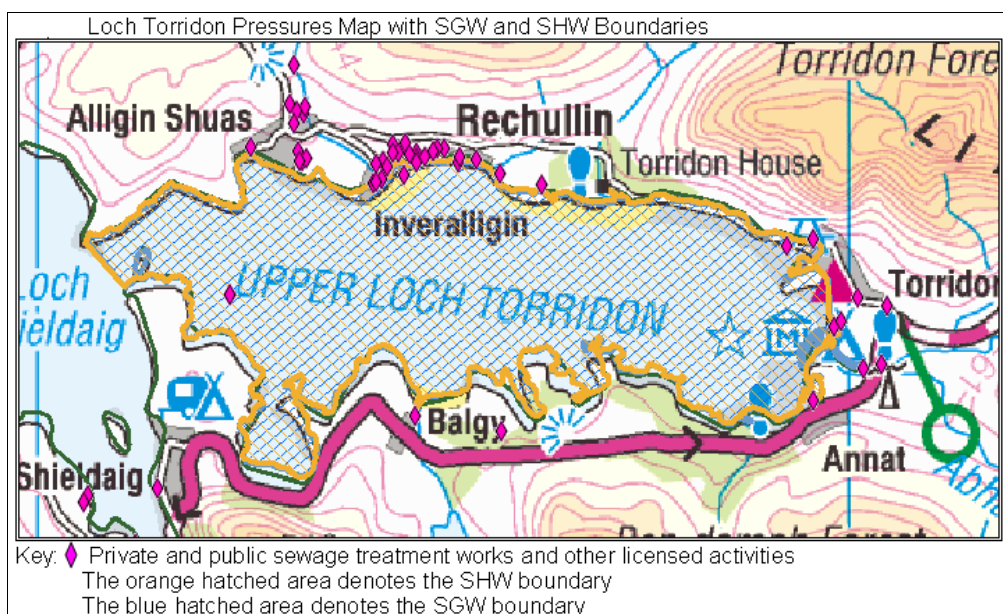 Loch Torridon Pressures Map with SGW and SHW Boundaries
Torridon Fore
Alligin Shuas
Rechullin
Torridon House
Inveralligin
UPPER LOCH TORRIDON
Torridon
Loch
hieldaig
Balgy
Shieldaig
Annat
Key: Private and public sewage treatment works and other licensed activities
The orange hatched area denotes the SHW boundary
The blue hatched area denotes the SGW boundary